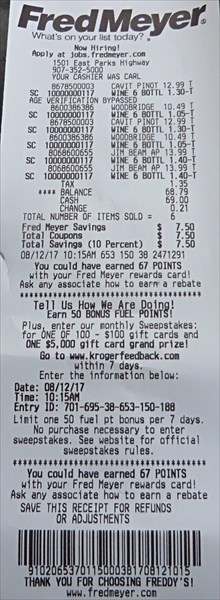 Fred Meyer®
What's on your list today?®
Now Hiring!
Apply at jobs.fredmeyer.com
1501 East Parks Highway
907-352-5000
YOUR CASHIER WAS CARL
8678500003 CAVIT PINOT 12.99 T
SC 10000000117 WINE 6 BOTTL 1.30-T
AGE VERIFICATION BYPASSED
8600386386 WOODBRIDGE 10.49 T
SC 10000000117 WINE 6 BOTTL 1.05-T
8678500003 CAVIT PINOT 12.99 T
SC 10000000117 WINE 6 BOTTL 1.30-T
8600386386 WOODBRIDGE 10.49 T
SC 10000000117 WINE 6 BOTTL 1.05-T
8068600655 JIM BEAM AP 13.99 T
SC 10000000117 WINE 6 BOTTL 1.40-T
8068600655 JIM BEAM AP 13.99 T
SC 10000000117 WINE 6 BOTTL 1.40-T
TAX 1.35
**** BALANCE 68.79
CASH 69.00
CHANGE 0.21
TOTAL NUMBER OF ITEMS SOLD = 6
Fred Meyer Savings $ 7.50
Total Coupons $ 7.50
Total Savings (10 Percent) $ 7.50
08/12/17 10:15AM 653 150 38 2471291
You could have earned 67 POINTS
with your Fred Meyer rewards card!
Ask any associate how to earn a rebate
Tell Us How We Are Doing!
Earn 50 BONUS FUEL POINTS!
Plus, enter our monthly Sweepstakes:
for ONE OF 100 - $100 gift cards and
ONE $5,000 gift card grand prize!
Go to www.krogerfeedback.com
within 7 days.
Enter the information below:
Date: 08/12/17
Time: 10:15AM
Entry ID: 701-695-38-653-150-188
Limit one 50 fuel pt bonus per 7 days.
No purchase necessary to enter
sweepstakes. See website for official
sweepstakes rules.
You could have earned 67 POINTS
with your Fred Meyer rewards card!
Ask any associate how to earn a rebate
SAVE THIS RECEIPT FOR REFUNDS
OR ADJUSTMENTS
91020653701150003817081210​15
THANK YOU FOR CHOOSING FREDDY'S!
www.fredmeyer.com